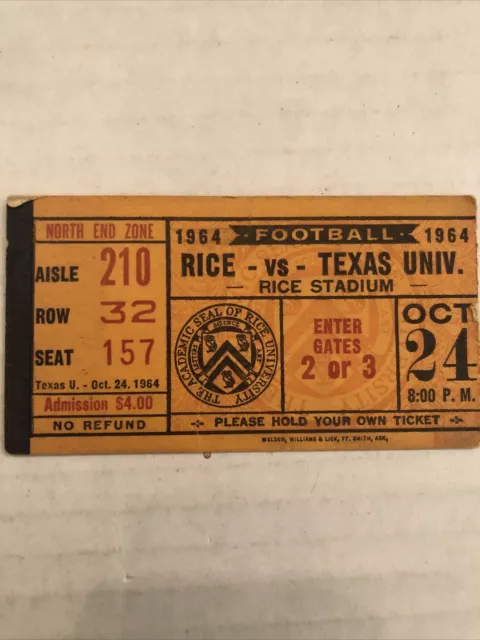 NORTH END ZONE
AISLE 210
ROW 32
SEAT 157
Texas U. - Oct. 24, 1964
Admission $4.00
NO REFUND
1964 FOOTBALL 1964
RICE - vs - TEXAS UNIV.
RICE STADIUM
THE ACADEMIC SEAL OF RICE UNIVERSITY
ENTER
GATES
2 or 3
OCT
24
8:00 P.M.
PLEASE HOLD YOUR OWN TICKET
WELDON, WILLIAMS & LICK, FT. SMITH, ARK.